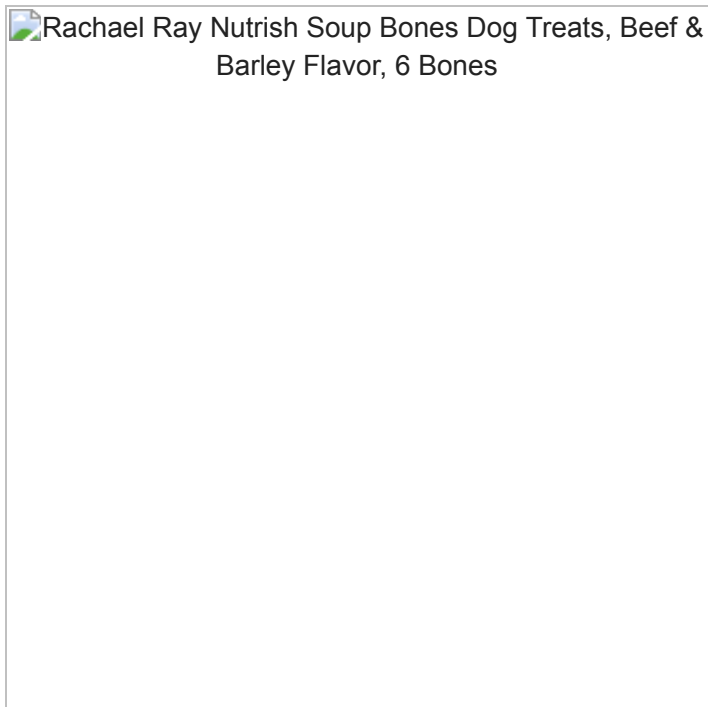 Rachael Ray Nutrish Soup Bones Dog Treats, Beef &
Barley Flavor, 6 Bones